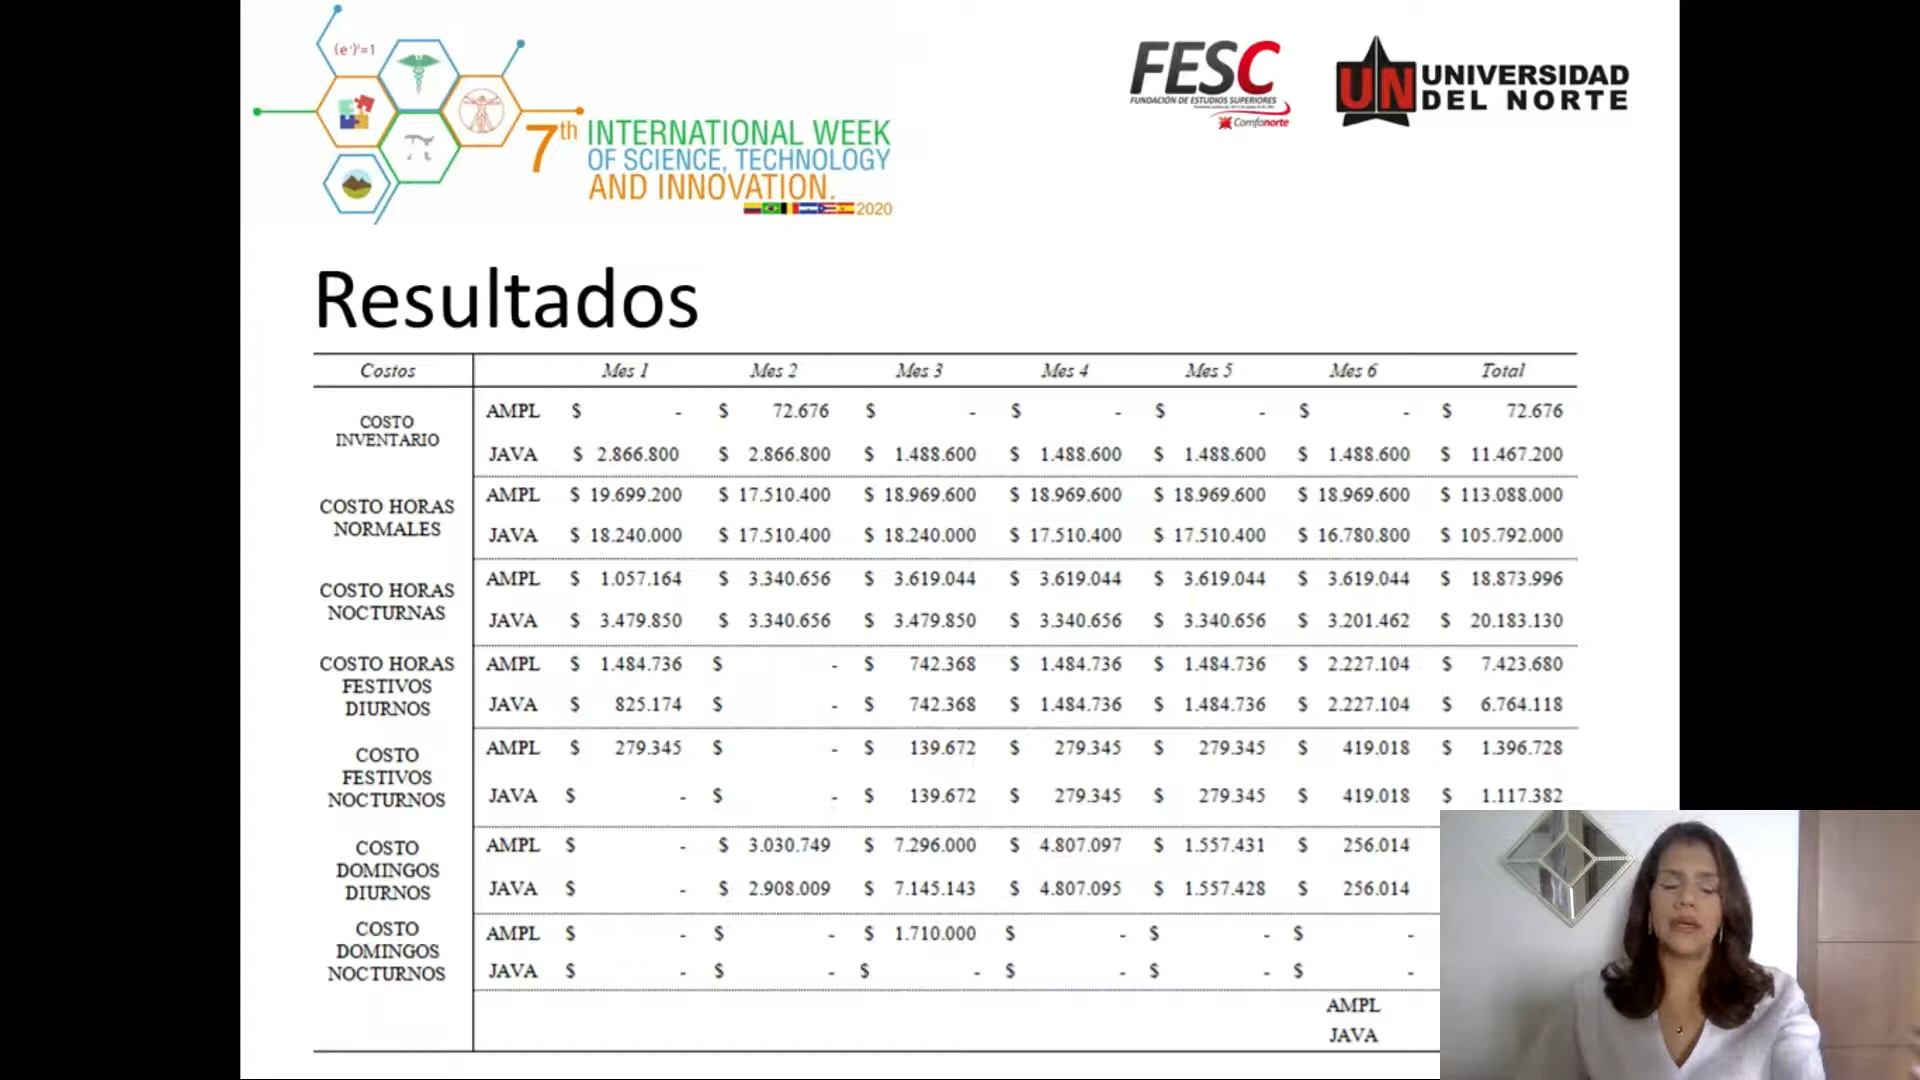 (e^i)^i=1
7th INTERNATIONAL WEEK
OF SCIENCE, TECHNOLOGY
AND INNOVATION.
2020
FESC
FUNDACIÓN DE ESTUDIOS SUPERIORES
Comfanorte
UN UNIVERSIDAD
DEL NORTE
Resultados
Costos Mes 1 Mes 2 Mes 3 Mes 4 Mes 5 Mes 6 Total
COSTO INVENTARIO
AMPL $ - $ 72.676 $ - $ - $ - $ - $ 72.676
JAVA $ 2.866.800 $ 2.866.800 $ 1.488.600 $ 1.488.600 $ 1.488.600 $ 1.488.600 $ 11.467.200
COSTO HORAS NORMALES
AMPL $ 19.699.200 $ 17.510.400 $ 18.969.600 $ 18.969.600 $ 18.969.600 $ 18.969.600 $ 113.088.000
JAVA $ 18.240.000 $ 17.510.400 $ 18.240.000 $ 17.510.400 $ 17.510.400 $ 16.780.800 $ 105.792.000
COSTO HORAS NOCTURNAS
AMPL $ 1.057.164 $ 3.340.656 $ 3.619.044 $ 3.619.044 $ 3.619.044 $ 3.619.044 $ 18.873.996
JAVA $ 3.479.850 $ 3.340.656 $ 3.479.850 $ 3.340.656 $ 3.340.656 $ 3.201.462 $ 20.183.130
COSTO HORAS FESTIVOS DIURNOS
AMPL $ 1.484.736 $ - $ 742.368 $ 1.484.736 $ 1.484.736 $ 2.227.104 $ 7.423.680
JAVA $ 825.174 $ - $ 742.368 $ 1.484.736 $ 1.484.736 $ 2.227.104 $ 6.764.118
COSTO FESTIVOS NOCTURNOS
AMPL $ 279.345 $ - $ 139.672 $ 279.345 $ 279.345 $ 419.018 $ 1.396.728
JAVA $ - $ - $ 139.672 $ 279.345 $ 279.345 $ 419.018 $ 1.117.382
COSTO DOMINGOS DIURNOS
AMPL $ - $ 3.030.749 $ 7.296.000 $ 4.807.097 $ 1.557.431 $ 256.014
JAVA $ - $ 2.908.009 $ 7.145.143 $ 4.807.095 $ 1.557.428 $ 256.014
COSTO DOMINGOS NOCTURNOS
AMPL $ - $ - $ 1.710.000 $ - $ - $ -
JAVA $ - $ - $ - $ - $ - $ -
AMPL
JAVA